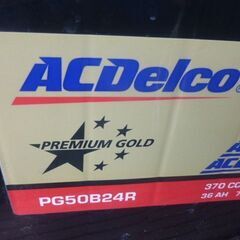 ACDelco
PREMIUM GOLD
PG50B24R
370 CC
36 AH